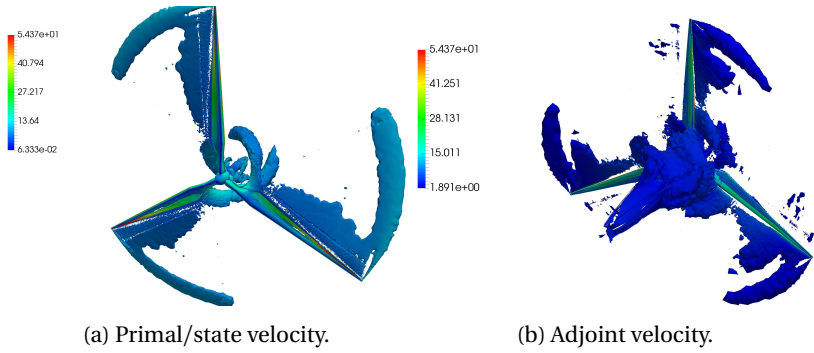 5.437e+01
40.794
27.217
13.64
6.333e-02
5.437e+01
41.251
28.131
15.011
1.891e+00
(a) Primal/state velocity.
(b) Adjoint velocity.